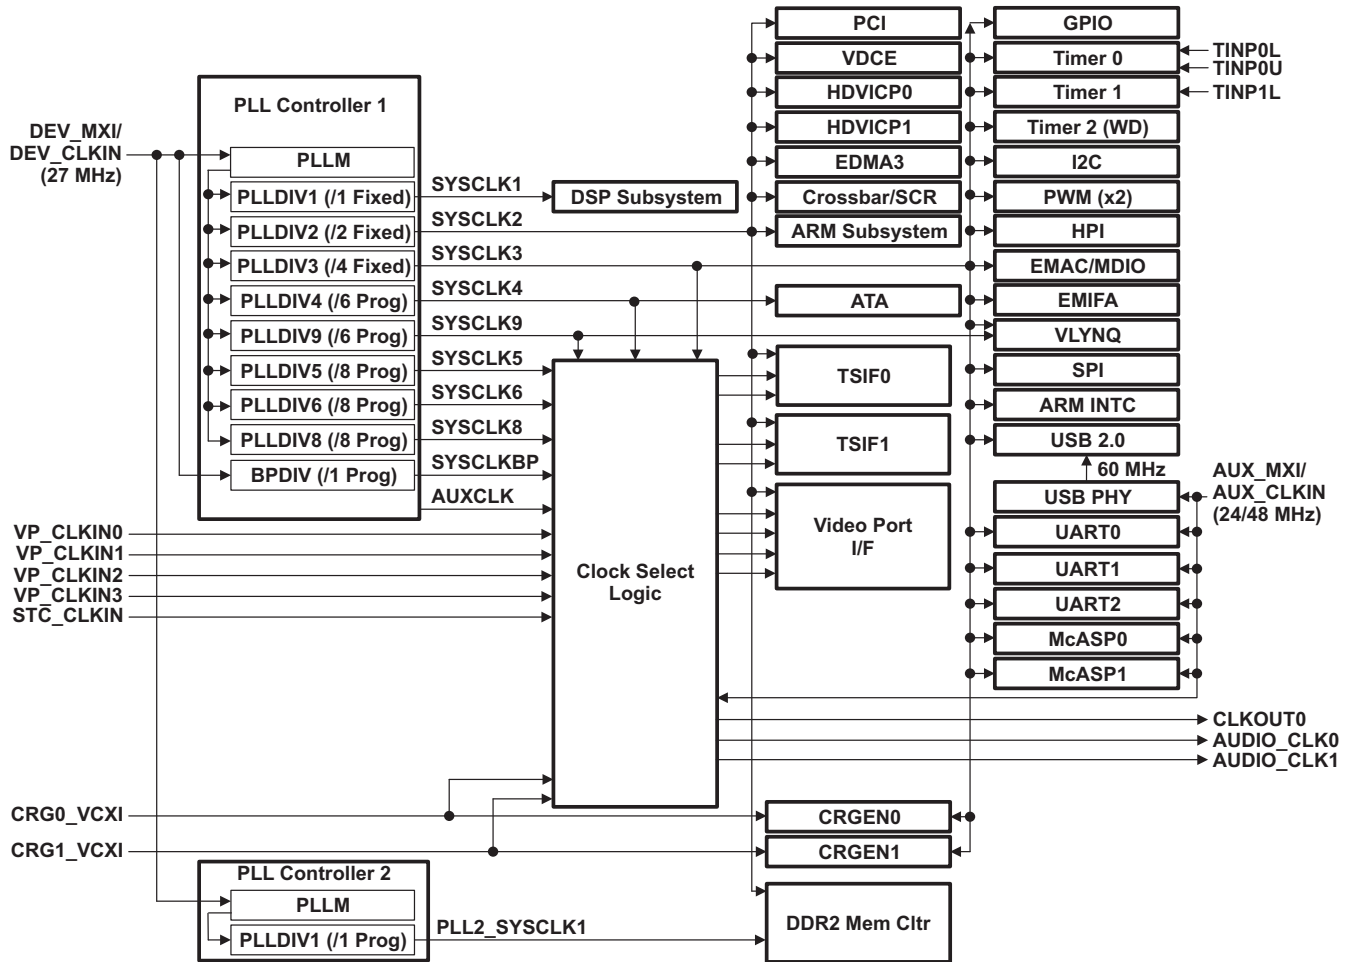 PLL Controller 1
DEV_MXI/
DEV_CLKIN
(27 MHz)
PLLM
PLLDIV1 (/1 Fixed)
PLLDIV2 (/2 Fixed)
PLLDIV3 (/4 Fixed)
PLLDIV4 (/6 Prog)
PLLDIV9 (/6 Prog)
PLLDIV5 (/8 Prog)
PLLDIV6 (/8 Prog)
PLLDIV8 (/8 Prog)
BPDIV (/1 Prog)
SYSCLK1
SYSCLK2
SYSCLK3
SYSCLK4
SYSCLK9
SYSCLK5
SYSCLK6
SYSCLK8
SYSCLKBP
AUXCLK
DSP Subsystem
VP_CLKIN0
VP_CLKIN1
VP_CLKIN2
VP_CLKIN3
STC_CLKIN
Clock Select
Logic
CRG0_VCXI
CRG1_VCXI
PLL Controller 2
PLLM
PLLDIV1 (/1 Prog)
PLL2_SYSCLK1
PCI
VDCE
HDVICP0
HDVICP1
EDMA3
Crossbar/SCR
ARM Subsystem
ATA
TSIF0
TSIF1
Video Port
I/F
CRGEN0
CRGEN1
DDR2 Mem Cltr
GPIO
Timer 0
Timer 1
Timer 2 (WD)
I2C
PWM (x2)
HPI
EMAC/MDIO
EMIFA
VLYNQ
SPI
ARM INTC
USB 2.0
60 MHz
USB PHY
UART0
UART1
UART2
McASP0
McASP1
TINP0L
TINP0U
TINP1L
AUX_MXI/
AUX_CLKIN
(24/48 MHz)
CLKOUT0
AUDIO_CLK0
AUDIO_CLK1